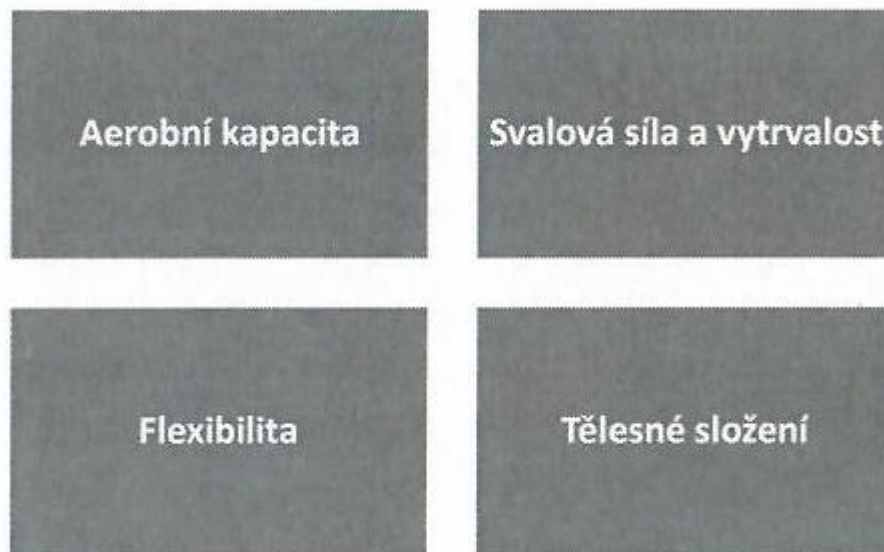 Aerobní kapacita
Svalová síla a vytrvalost
Flexibilita
Tělesné složení